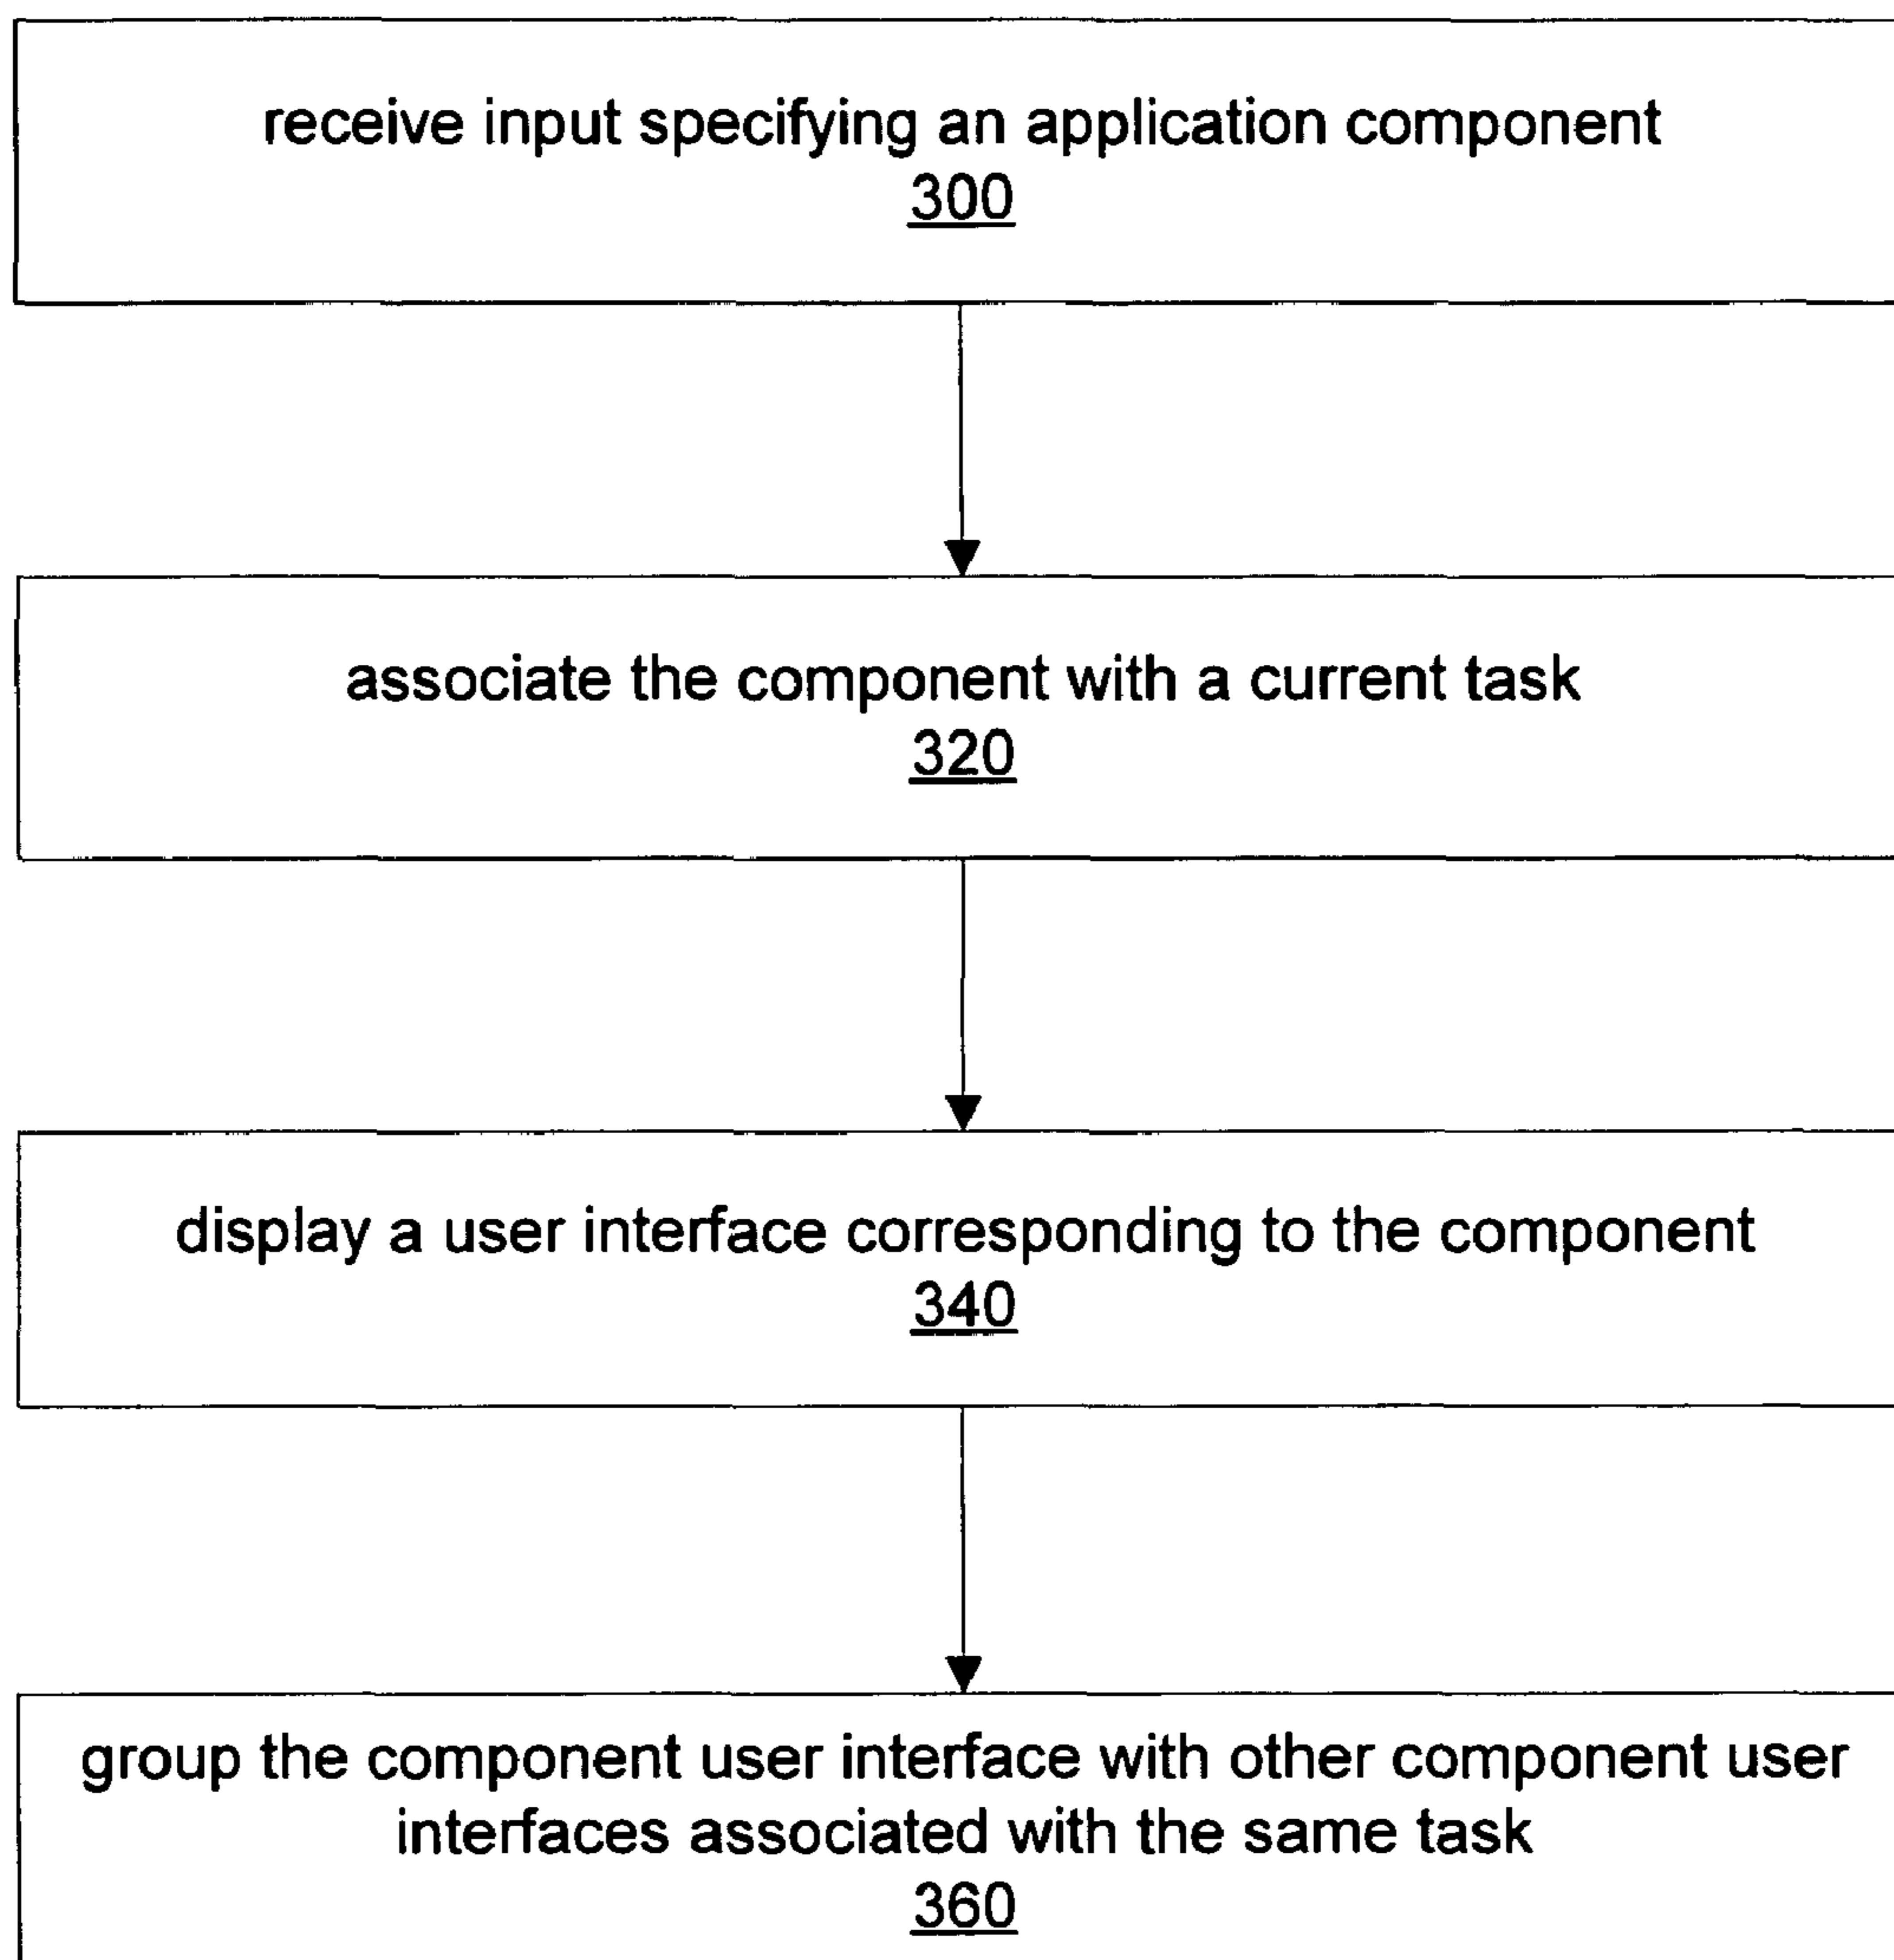 receive input specifying an application component
300
associate the component with a current task
320
display a user interface corresponding to the component
340
group the component user interface with other component user
interfaces associated with the same task
360